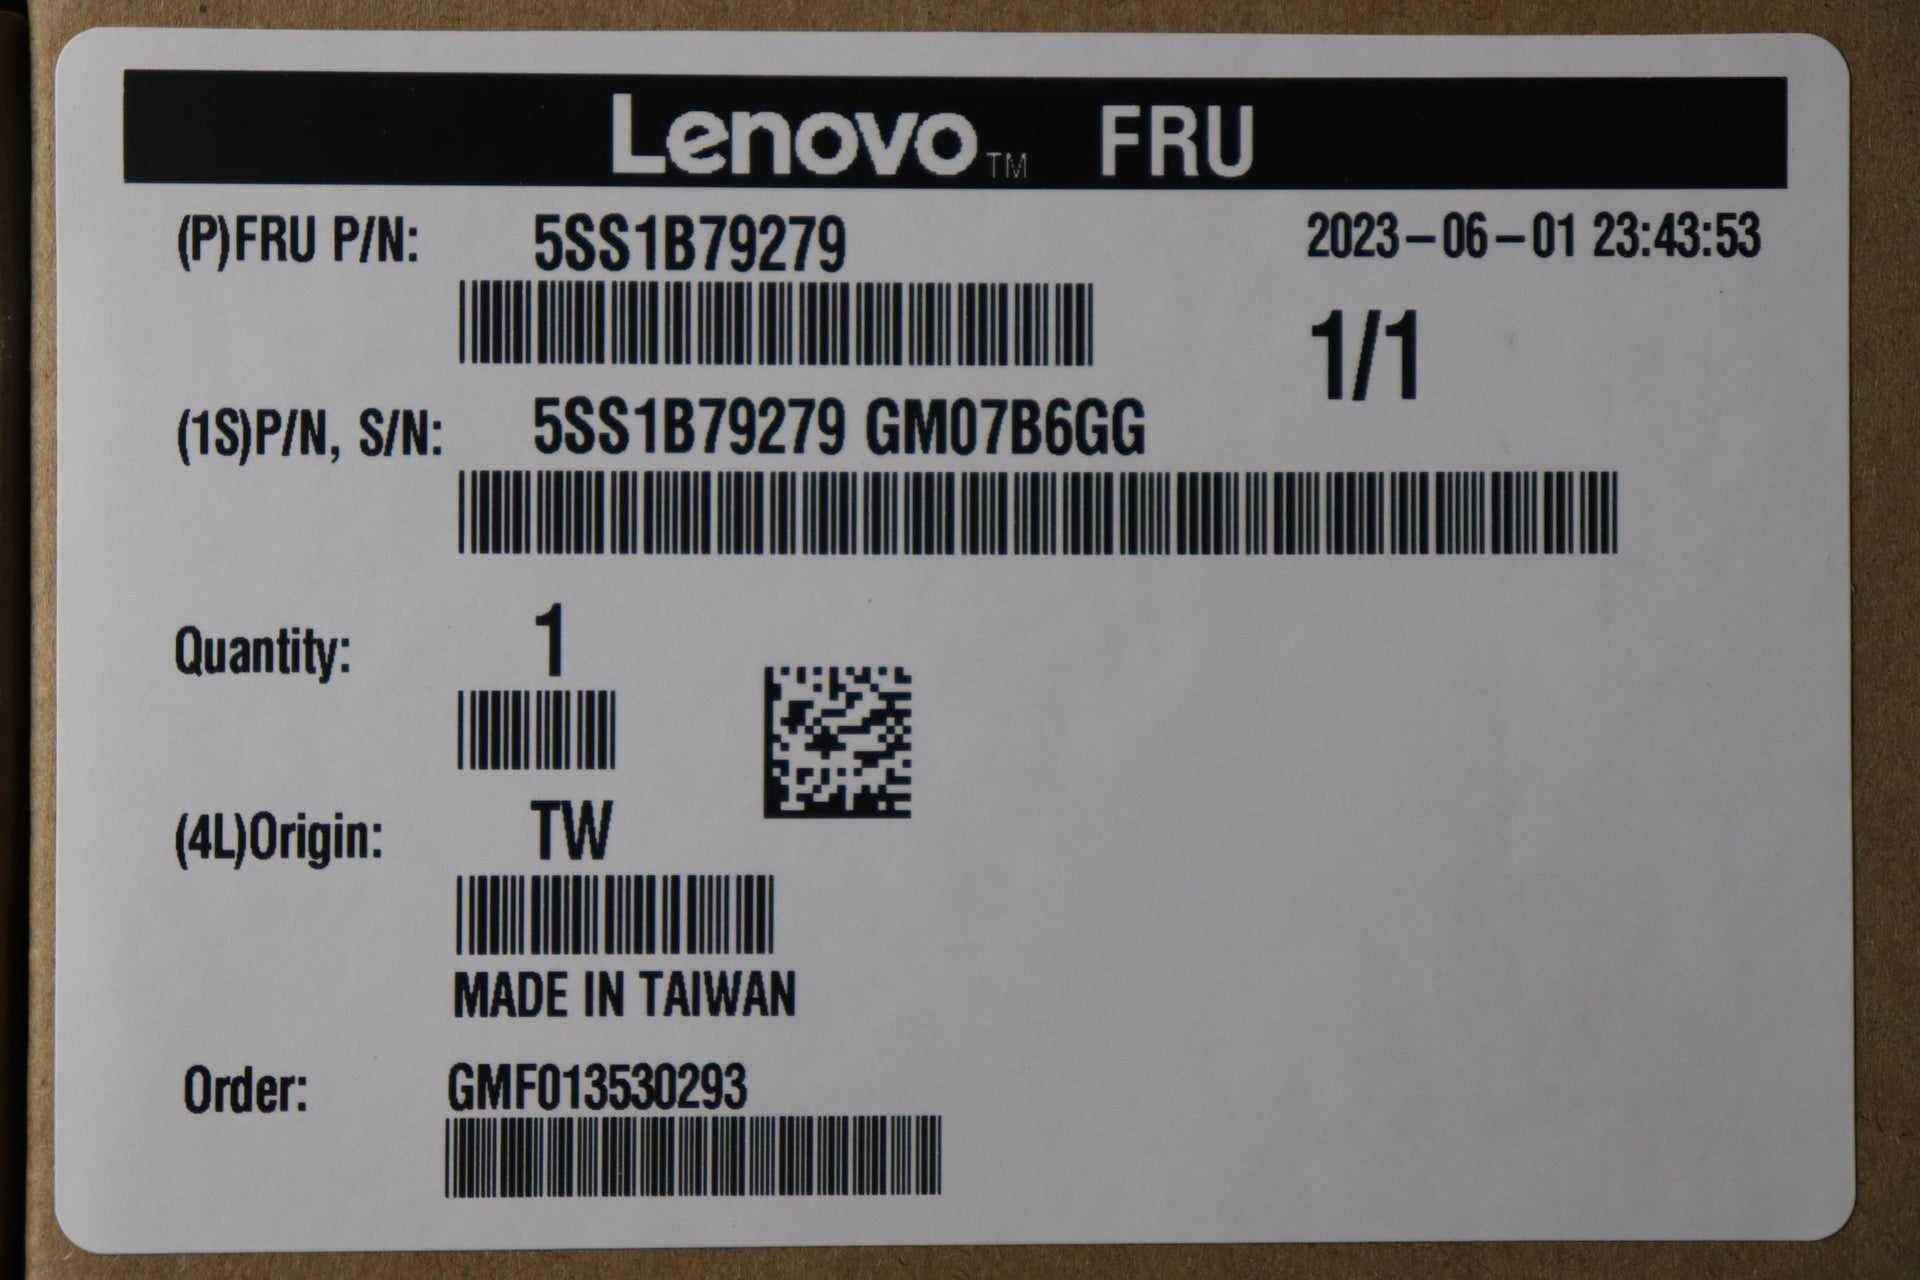 Lenovo™ FRU
(P)FRU P/N: 5SS1B79279 2023-06-01 23:43:53
1/1
(1S)P/N, S/N: 5SS1B79279 GM07B6GG
Quantity: 1
(4L)Origin: TW
MADE IN TAIWAN
Order: GMF013530293